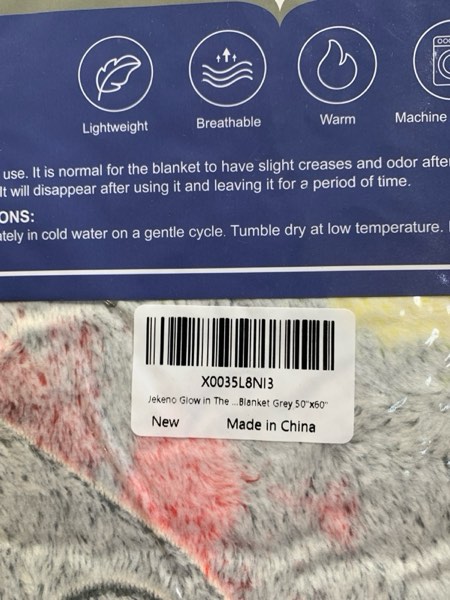 Lightweight
Breathable
Warm
Machine
use. It is normal for the blanket to have slight creases and odor after
It will disappear after using it and leaving it for a period of time.
ONS:
ately in cold water on a gentle cycle. Tumble dry at low temperature.
X0035L8NI3
Jekeno Glow in The ...Blanket Grey 50"x60"
New
Made in China